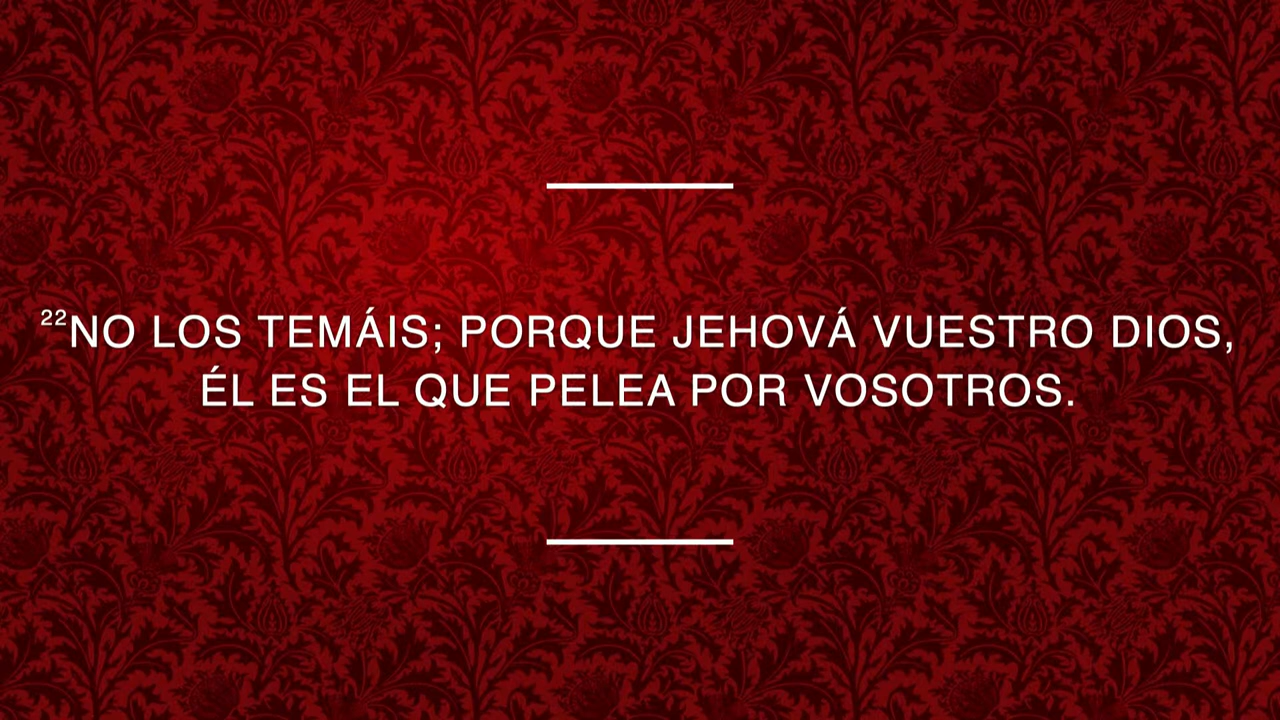 ²²NO LOS TEMÁIS; PORQUE JEHOVÁ VUESTRO DIOS,
ÉL ES EL QUE PELEA POR VOSOTROS.